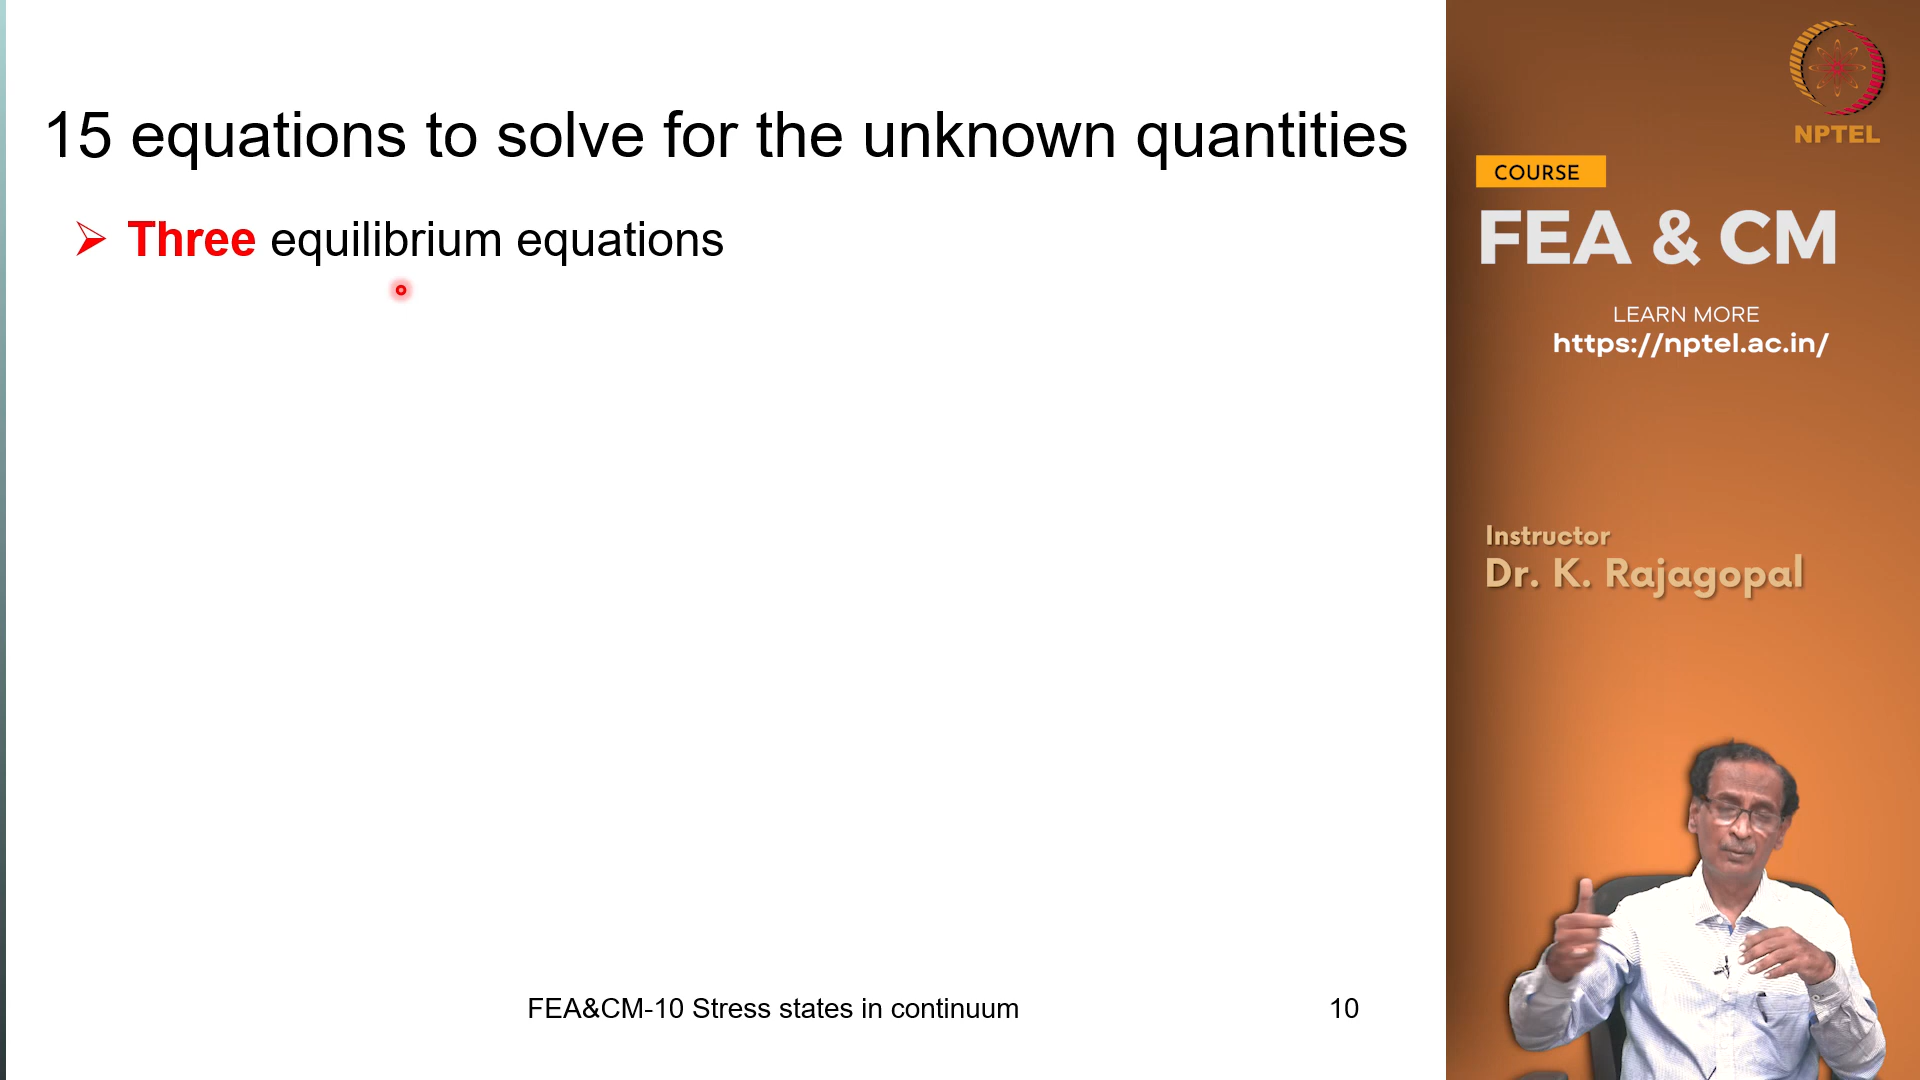 15 equations to solve for the unknown quantities
➢ Three equilibrium equations
FEA&CM-10 Stress states in continuum
10
NPTEL
COURSE
FEA & CM
LEARN MORE
https://nptel.ac.in/
Instructor
Dr. K. Rajagopal